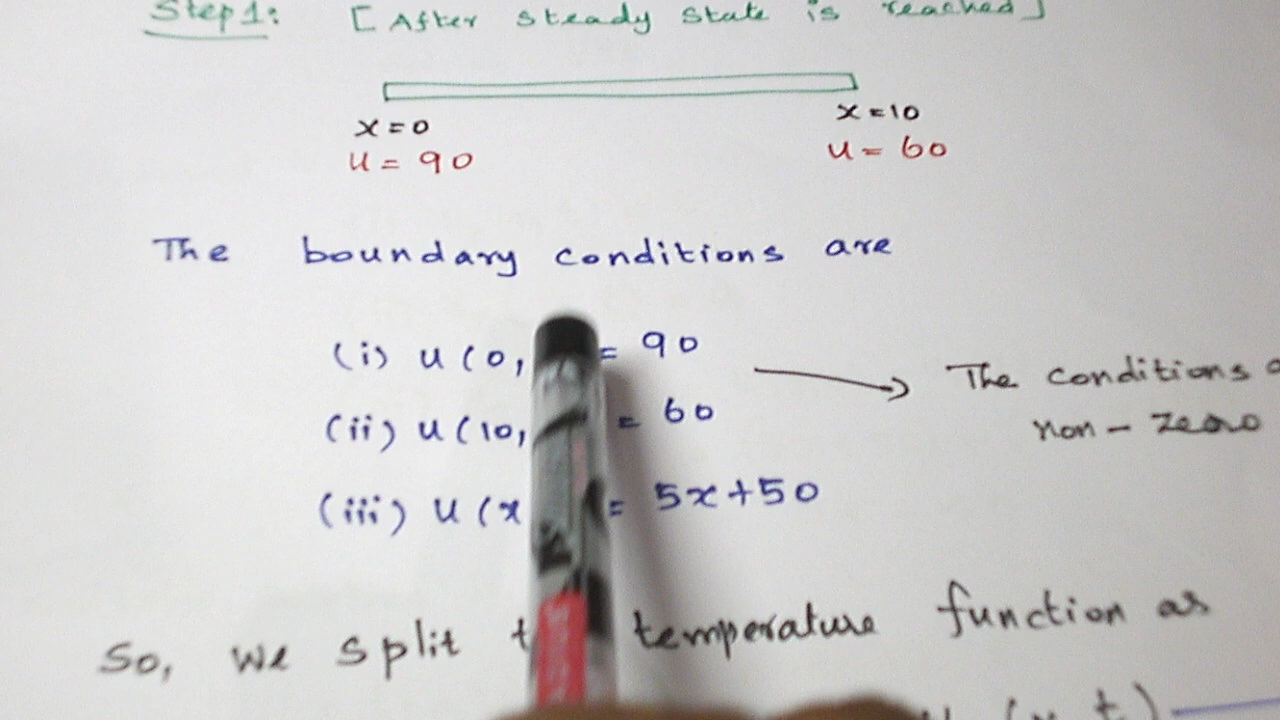 Step 1: [After steady state is reached]
x = 0
x = 10
u = 90
u = 60
The boundary conditions are
(i) u(0, = 90
The conditions
(ii) u(10, = 60
non-zero
(iii) u(x = 5x+50
So, we split temperature function as
(x, t)